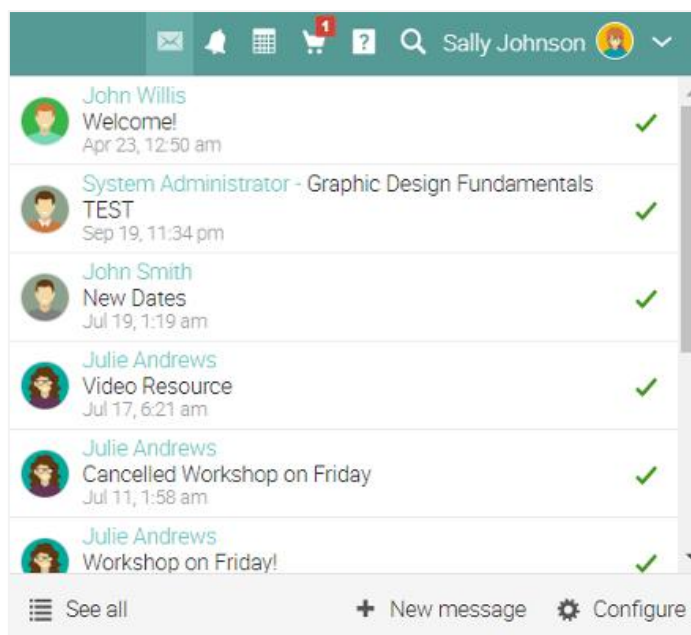 1
? Sally Johnson
John Willis
Welcome!
Apr 23, 12:50 am
System Administrator - Graphic Design Fundamentals
TEST
Sep 19, 11:34 pm
John Smith
New Dates
Jul 19, 1:19 am
Julie Andrews
Video Resource
Jul 17, 6:21 am
Julie Andrews
Cancelled Workshop on Friday
Jul 11, 1:58 am
Julie Andrews
Workshop on Friday!
See all + New message Configure